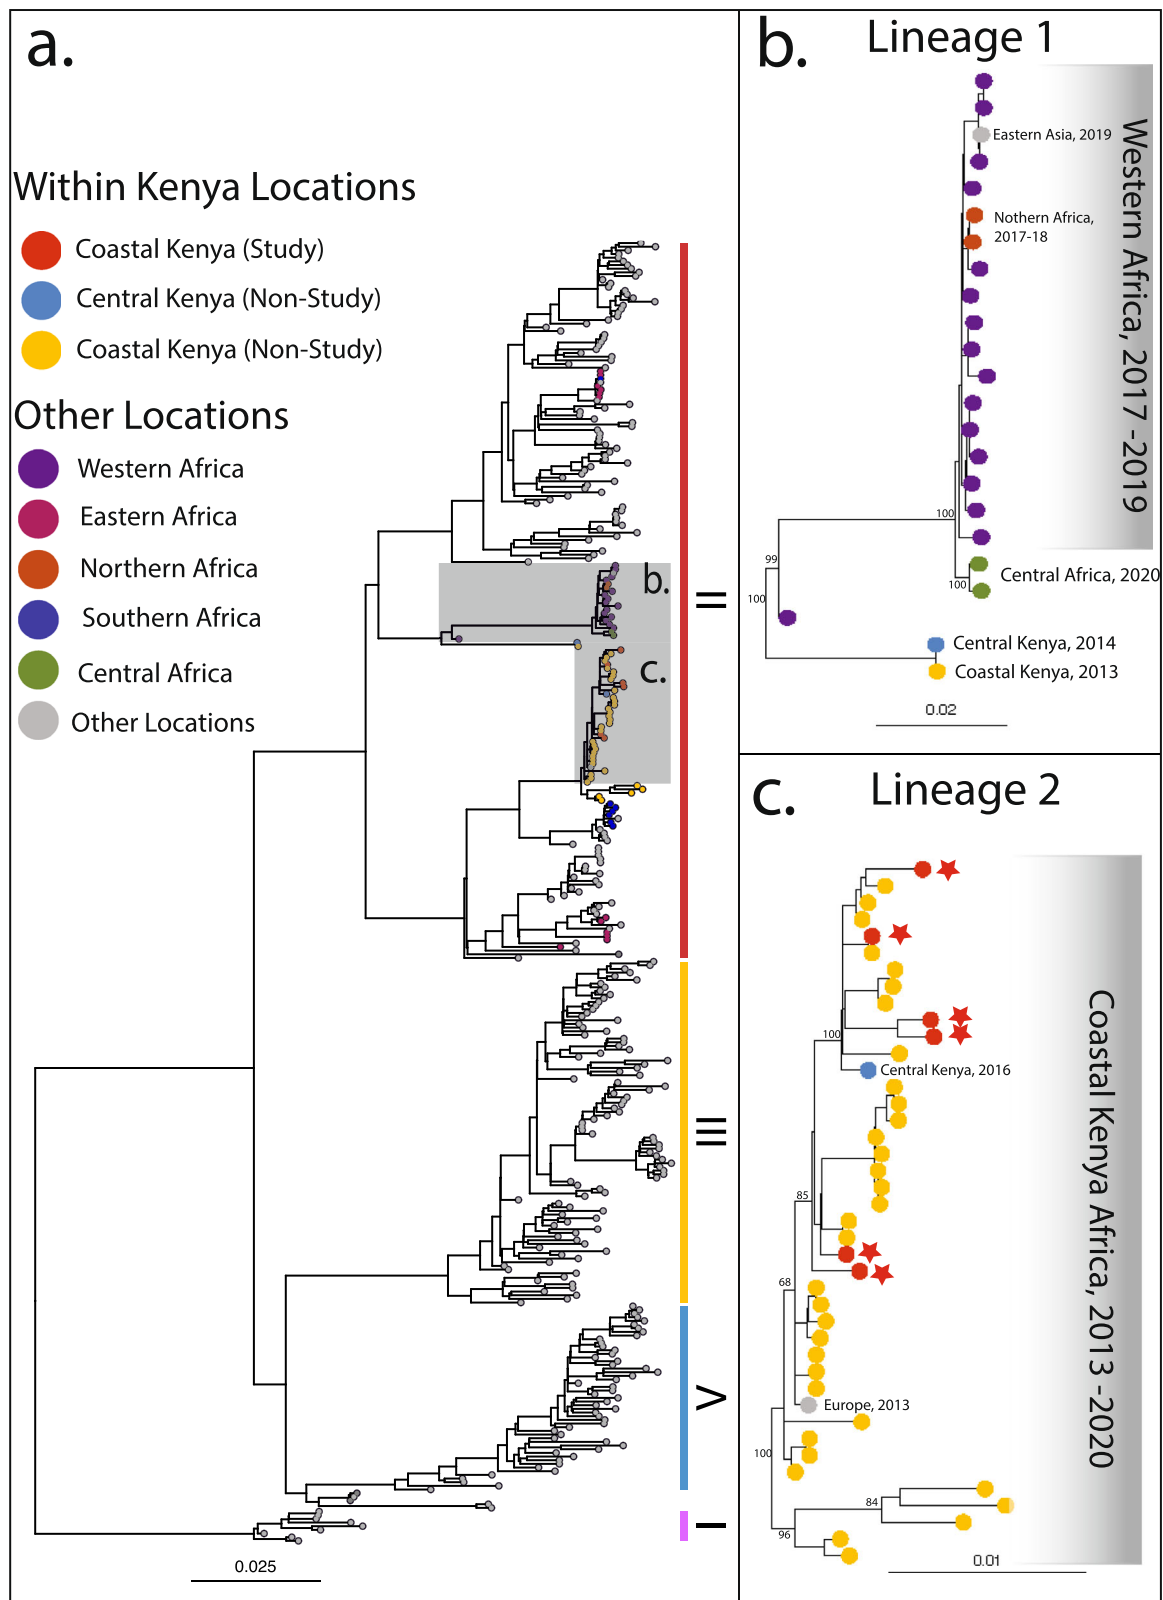 a.
Within Kenya Locations
Coastal Kenya (Study)
Central Kenya (Non-Study)
Coastal Kenya (Non-Study)
Other Locations
Western Africa
Eastern Africa
Northern Africa
Southern Africa
Central Africa
Other Locations
b.
c.
II
III
V
I
0.025
b.
Lineage 1
Eastern Asia, 2019
Nothern Africa,
2017-18
Western Africa, 2017 -2019
100
99
100
100
Central Africa, 2020
Central Kenya, 2014
Coastal Kenya, 2013
0.02
c.
Lineage 2
100
Central Kenya, 2016
85
68
Europe, 2013
100
84
96
Coastal Kenya Africa, 2013 -2020
0.01